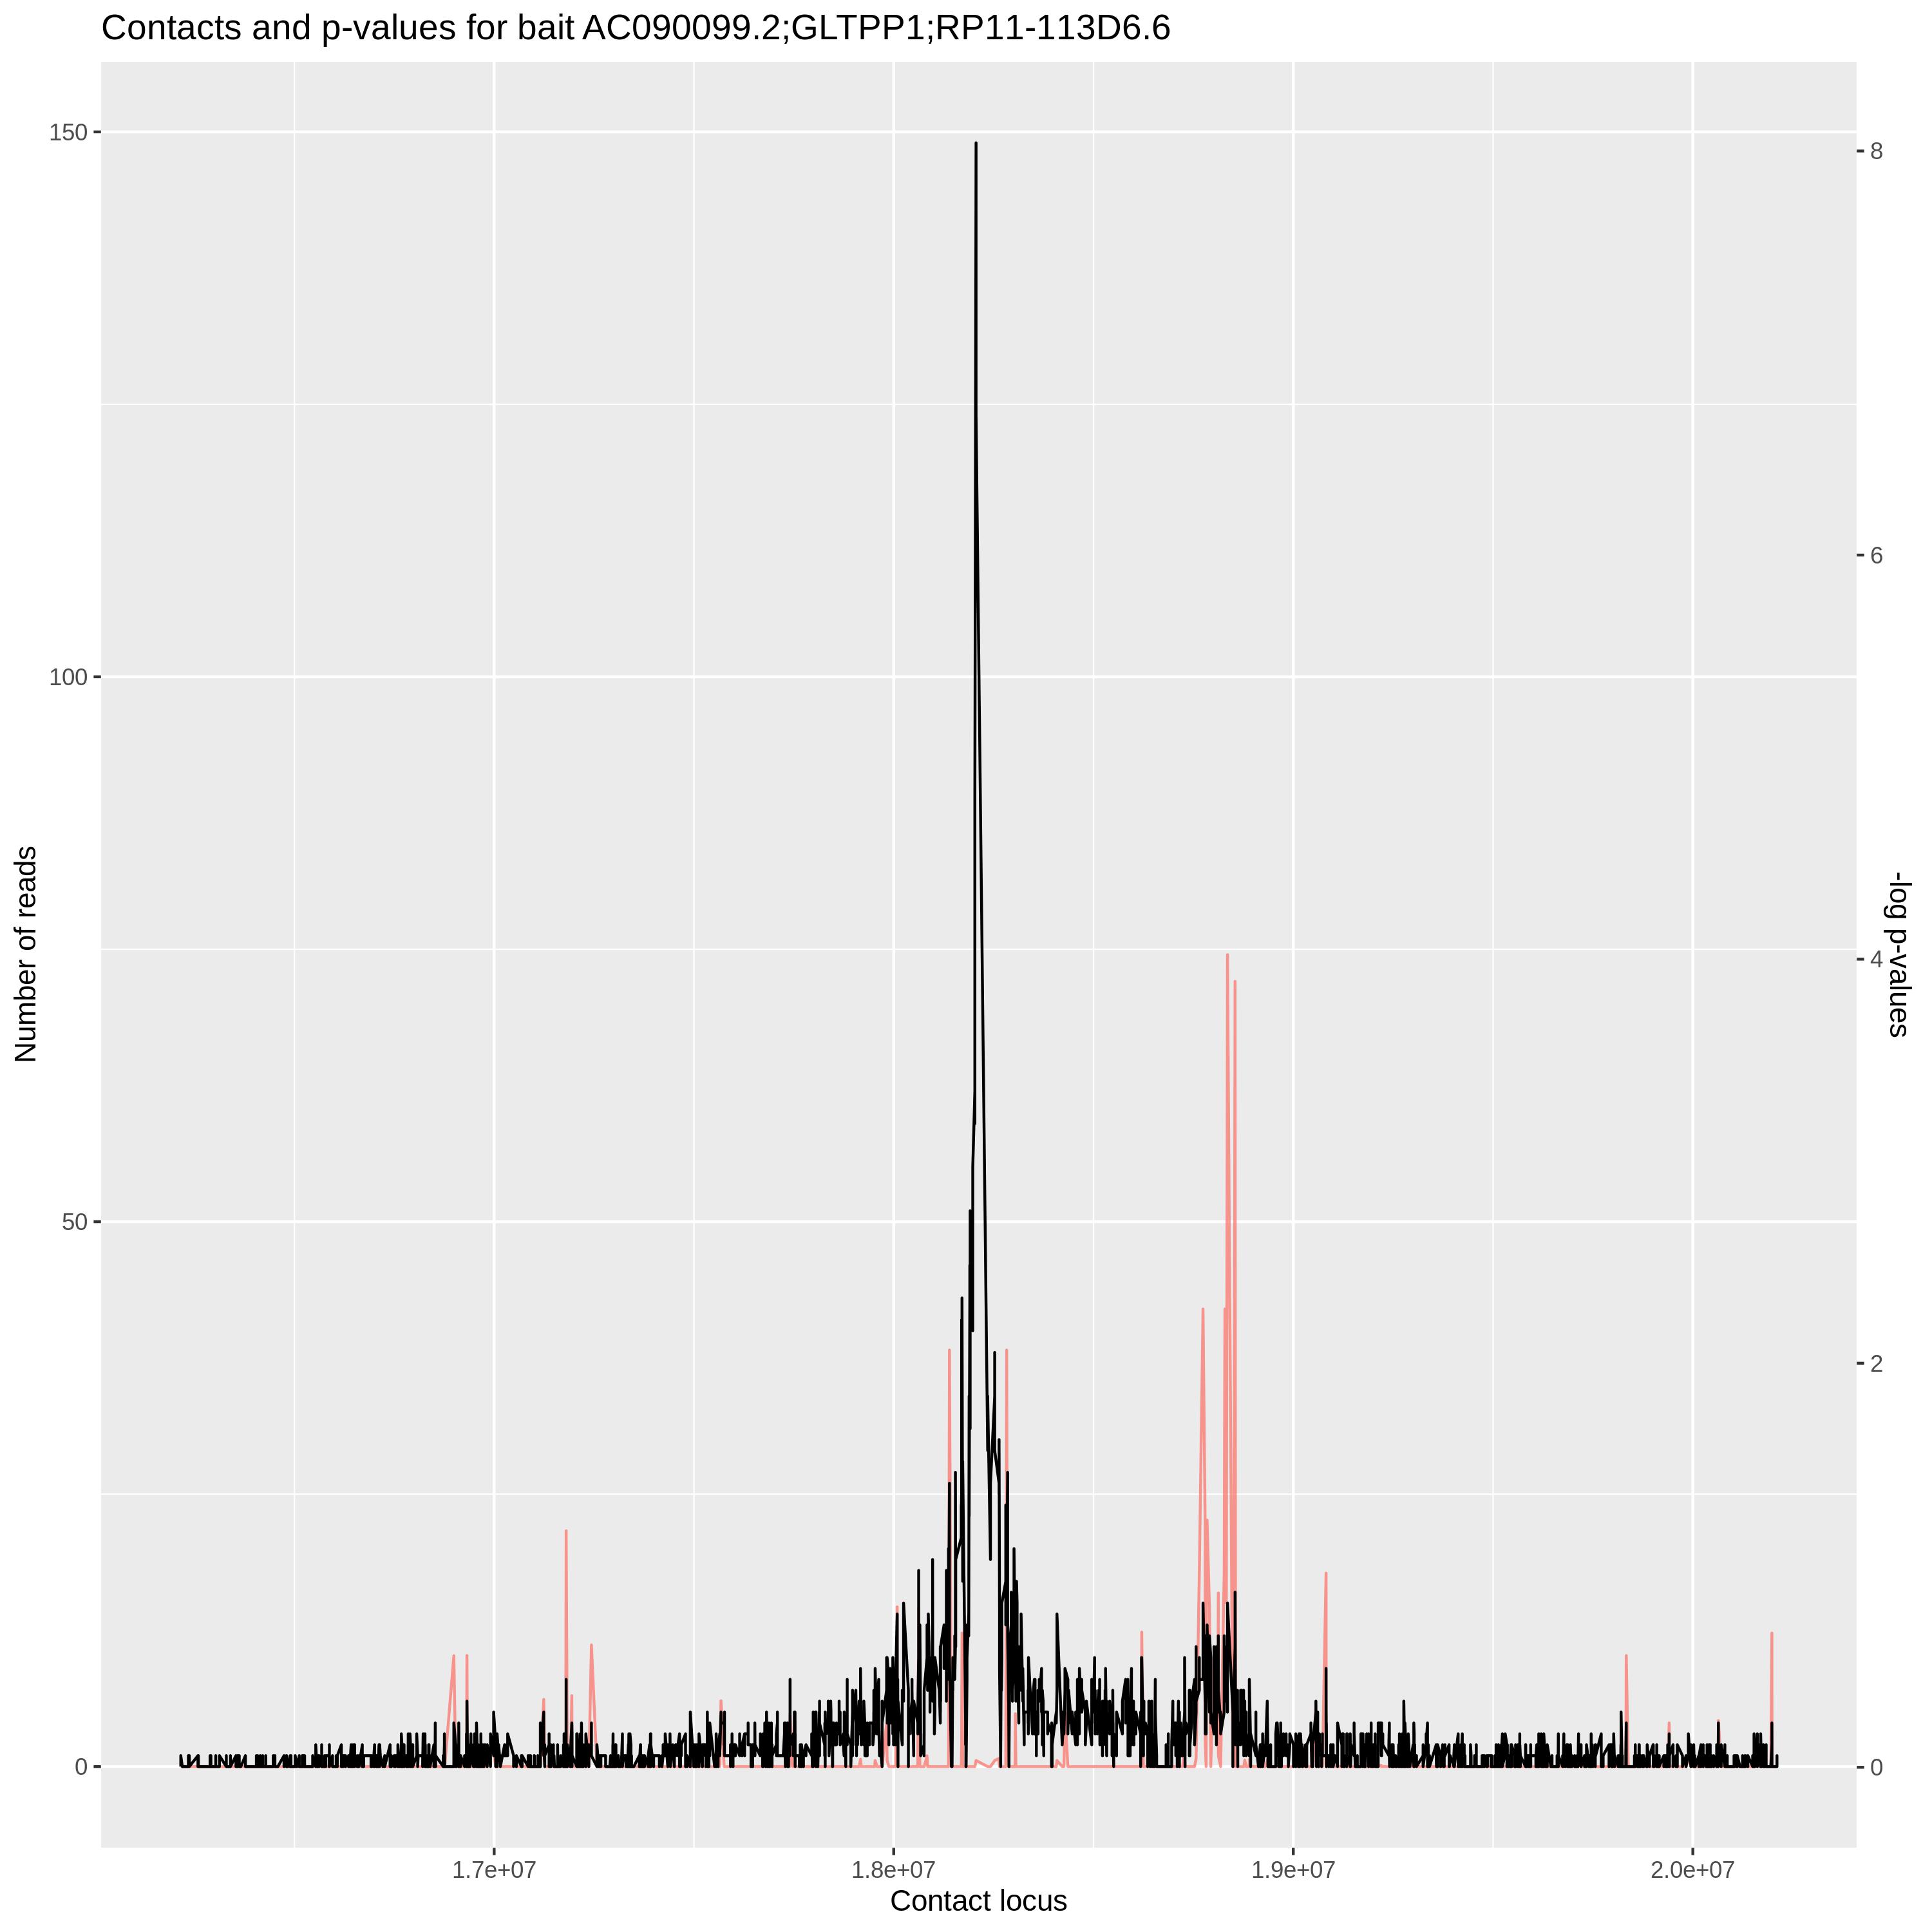 Contacts and p-values for bait AC090099.2;GLTPP1;RP11-113D6.6
150
100
50
0
Number of reads
8
6
4
2
0
-log p-values
1.7e+07
1.8e+07
1.9e+07
2.0e+07
Contact locus